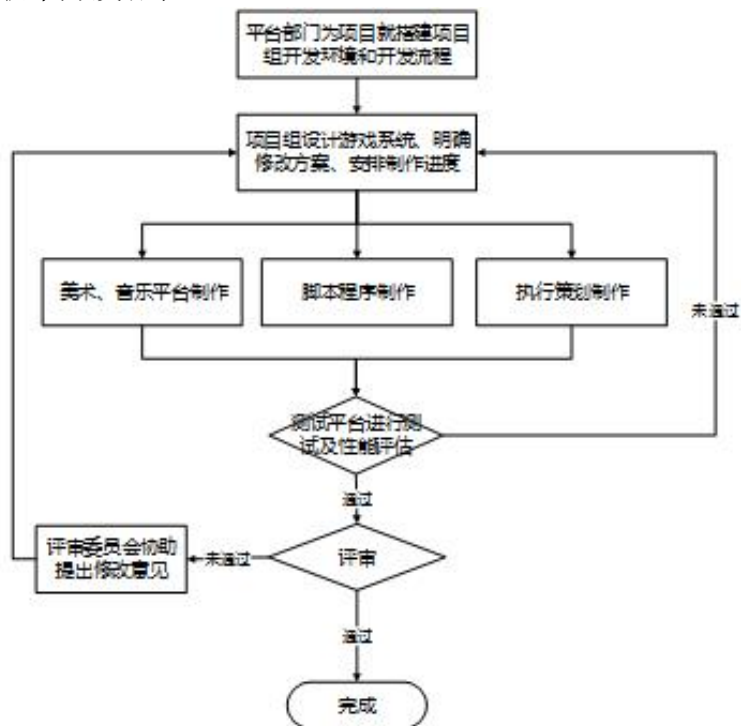 平台部门为项目就搭建项目
组开发环境和开发流程
项目组设计游戏系统、明确
修改方案、安排制作进度
美术、音乐平台制作
脚本程序制作
执行策划制作
未通过
测试平台进行测
试及性能评估
通过
评审委员会协助
提出修改意见
未通过
评审
通过
完成